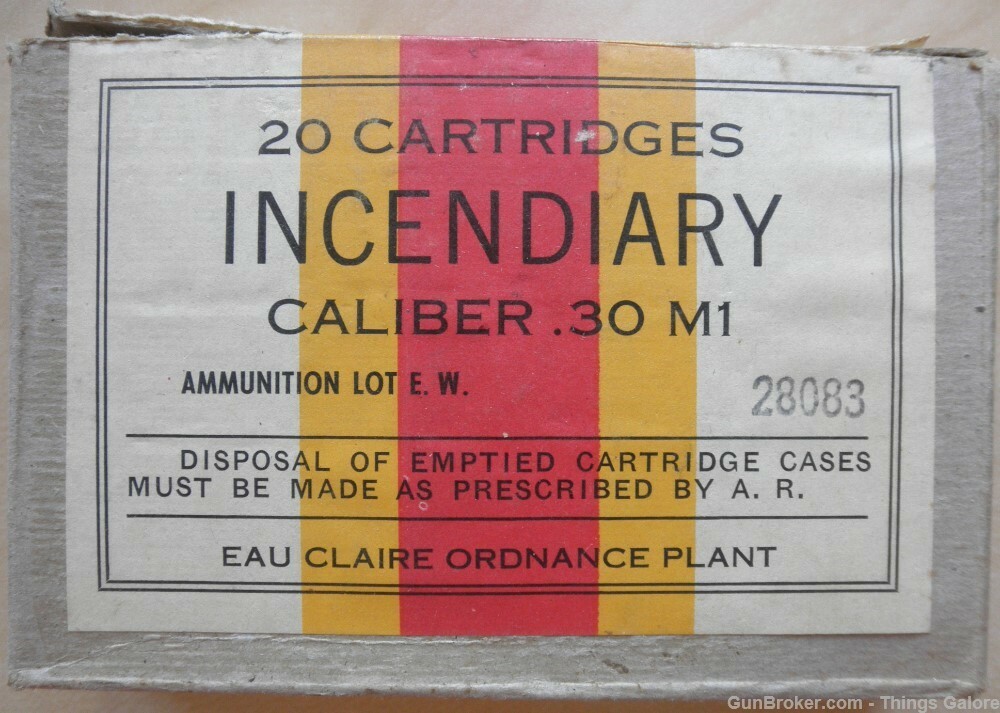 20 CARTRIDGES
INCENDIARY
CALIBER .30 M1
AMMUNITION LOT E. W. 28083
DISPOSAL OF EMPTIED CARTRIDGE CASES
MUST BE MADE AS PRESCRIBED BY A. R.
EAU CLAIRE ORDNANCE PLANT
GunBroker.com - Things Galore